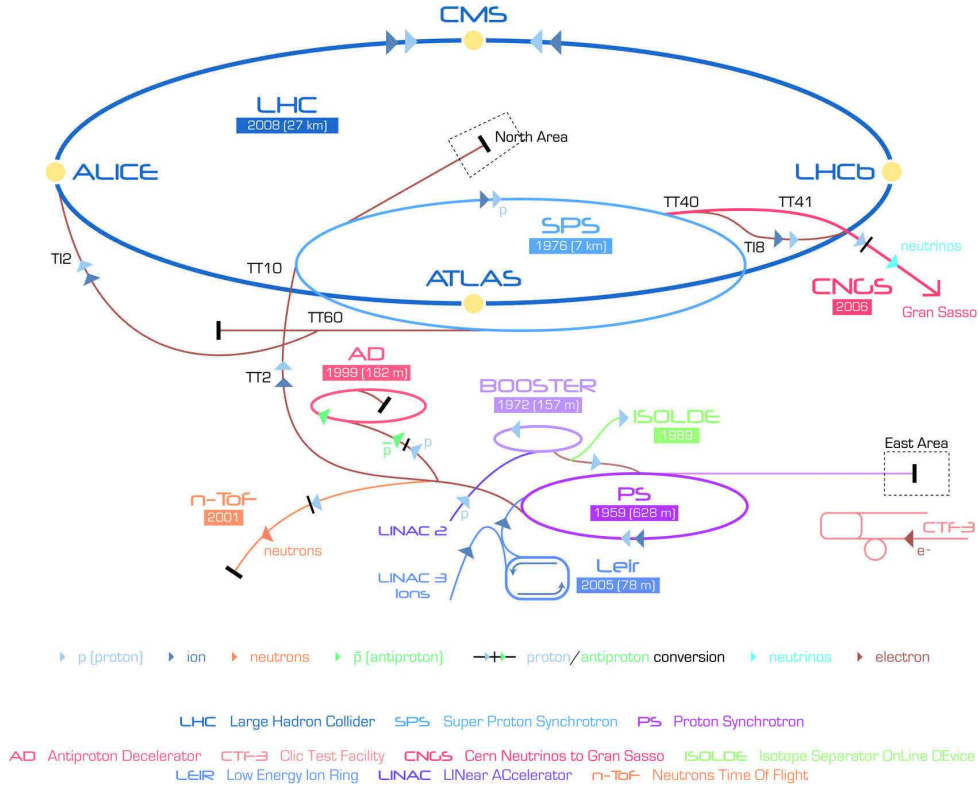 CMS
LHC
2008 (27 km)
North Area
ALICE
LHCb
TT40
TT41
p
SPS
1976 (7 km)
TI8
neutrinos
TI2
TT10
ATLAS
CNGS
2006
Gran Sasso
TT60
AD
1999 (182 m)
TT2
BOOSTER
1972 (157 m)
ISOLDE
1989
p̅
p
East Area
n-ToF
2001
PS
1959 (628 m)
p
LINAC 2
CTF-3
neutrons
e-
Leir
LINAC 3
Ions
2005 (78 m)
p (proton) ion neutrons p̅ (antiproton) proton/antiproton conversion neutrinos electron
LHC Large Hadron Collider SPS Super Proton Synchrotron PS Proton Synchrotron
AD Antiproton Decelerator CTF-3 Clic Test Facility CNGS Cern Neutrinos to Gran Sasso ISOLDE Isotope Separator OnLine DEvice
LEIR Low Energy Ion Ring LINAC LINear ACcelerator n-ToF Neutrons Time Of Flight